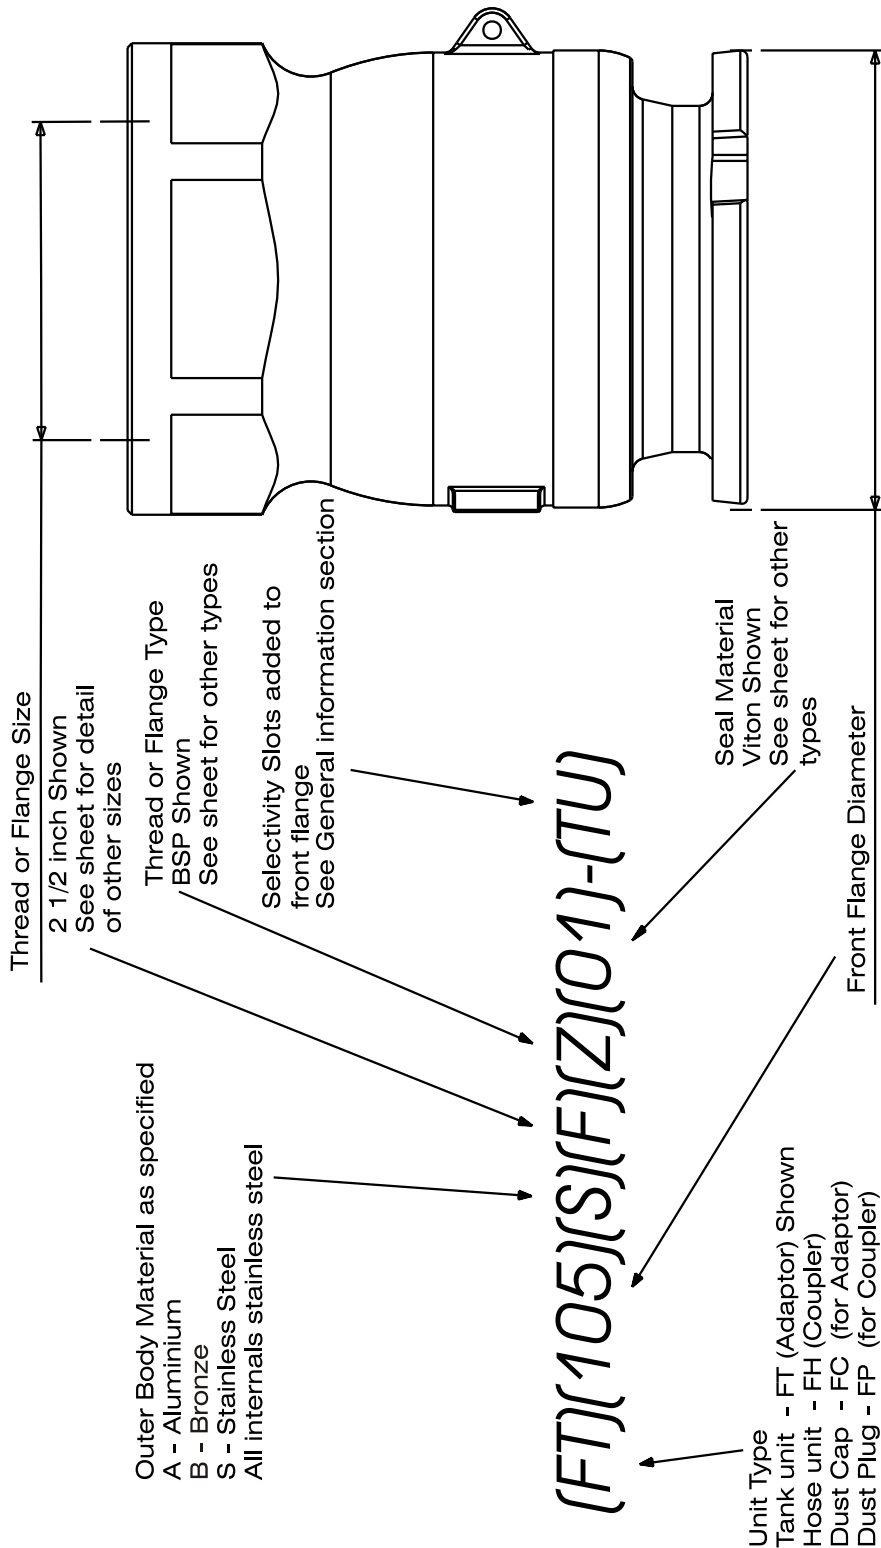 Thread or Flange Size
2 1/2 inch Shown
See sheet for detail
of other sizes
Thread or Flange Type
BSP Shown
See sheet for other types
Selectivity Slots added to
front flange
See General information section
Outer Body Material as specified
A - Aluminium
B - Bronze
S - Stainless Steel
All internals stainless steel
(FT)(105)(S)(F)(Z)(01)-(TU)
Seal Material
Viton Shown
See sheet for other
types
Front Flange Diameter
Unit Type
Tank unit - FT (Adaptor) Shown
Hose unit - FH (Coupler)
Dust Cap - FC (for Adaptor)
Dust Plug - FP (for Coupler)